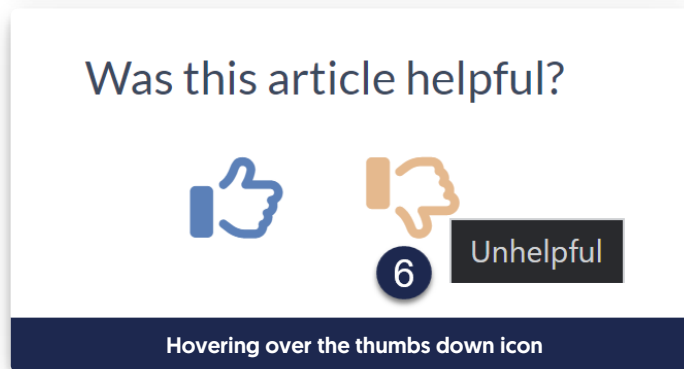 Was this article helpful?
6
Unhelpful
Hovering over the thumbs down icon